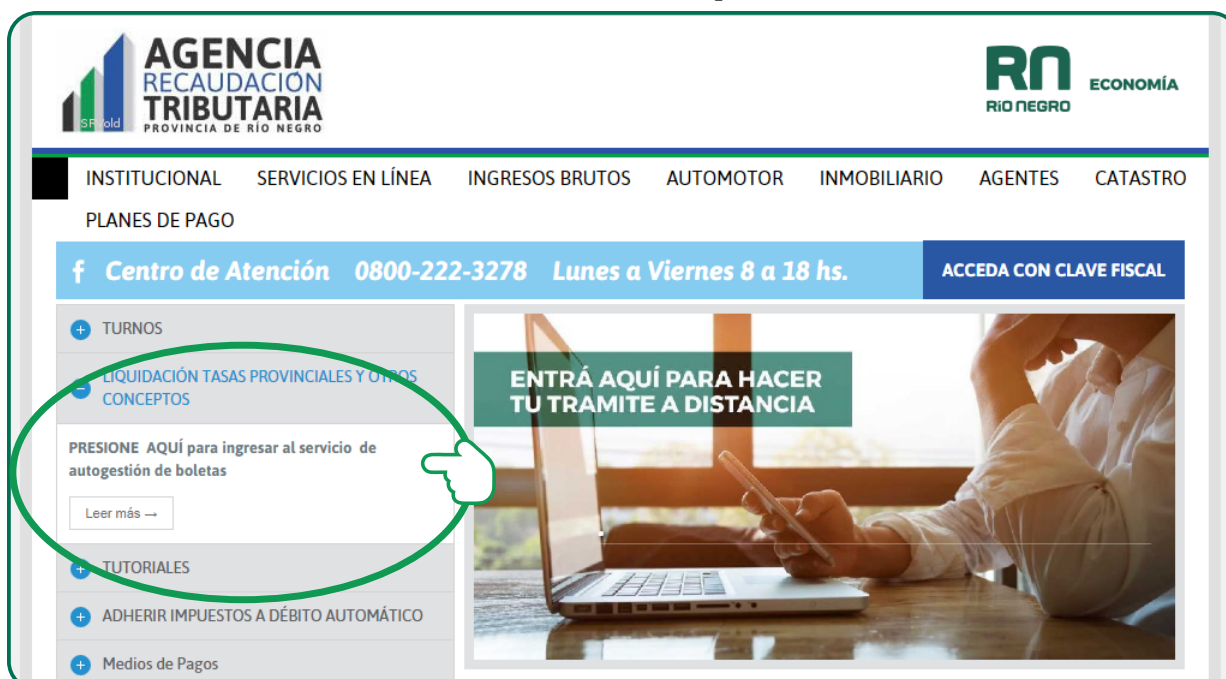 AGENCIA
RECAUDACIÓN
TRIBUTARIA
PROVINCIA DE RÍO NEGRO
SRVold
RN
RÍO NEGRO
ECONOMÍA
INSTITUCIONAL SERVICIOS EN LÍNEA INGRESOS BRUTOS AUTOMOTOR INMOBILIARIO AGENTES CATASTRO
PLANES DE PAGO
f Centro de Atención 0800-222-3278 Lunes a Viernes 8 a 18 hs. ACCEDA CON CLAVE FISCAL
TURNOS
LIQUIDACIÓN TASAS PROVINCIALES Y OTROS
CONCEPTOS
PRESIONE AQUÍ para ingresar al servicio de
autogestión de boletas
Leer más →
TUTORIALES
ADHERIR IMPUESTOS A DÉBITO AUTOMÁTICO
Medios de Pagos
ENTRÁ AQUÍ PARA HACER
TU TRAMITE A DISTANCIA